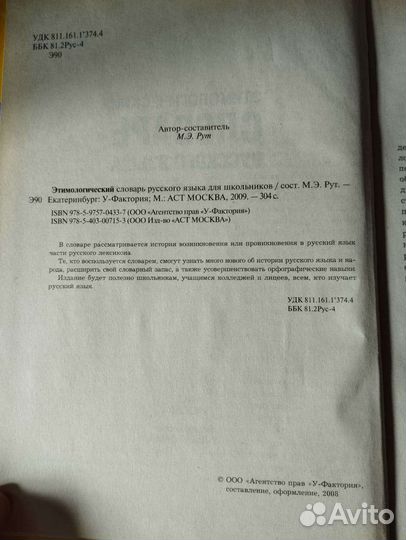 УДК 811.161.1'374.4
ББК 81.2Рус-4
Э90
Автор-составитель
М.Э. Рут
Этимологический словарь русского языка для школьников / сост. М.Э. Рут. —
Э90 Екатеринбург: У-Фактория; М.: АСТ МОСКВА, 2009. — 304 с.
ISBN 978-5-9757-0433-7 (ООО «Агентство прав «У-Фактория»)
ISBN 978-5-403-00715-3 (ООО Изд-во «АСТ МОСКВА»)
В словаре рассматривается история возникновения или проникновения в русский язык
части русского лексикона.
Те, кто воспользуется словарем, смогут узнать много нового об истории русского языка и на-
рода, расширить свой словарный запас, а также усовершенствовать орфографические навыки.
Издание будет полезно школьникам, учащимся колледжей и лицеев, всем, кто изучает
русский язык.
УДК 811.161.1'374.4
ББК 81.2Рус-4
© ООО «Агентство прав «У-Фактория»,
составление, оформление, 2008
Avito